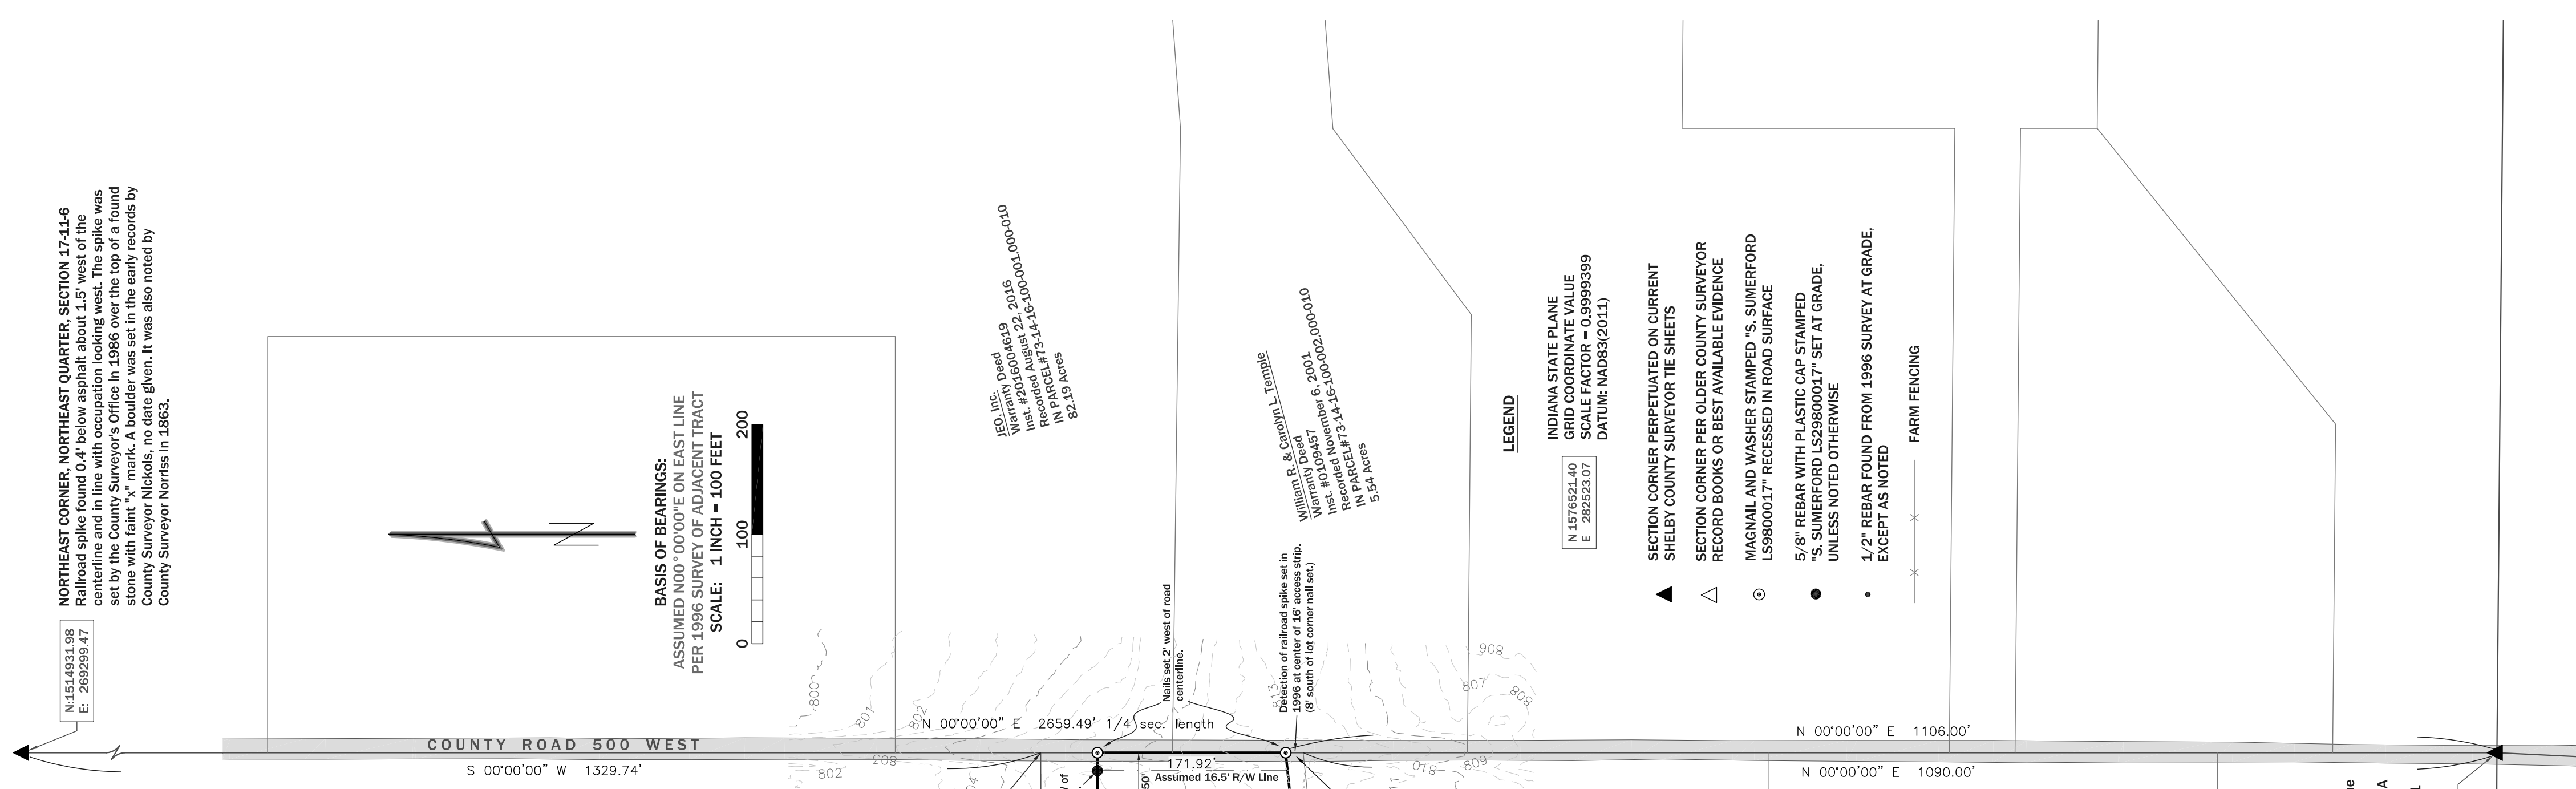 NORTHEAST CORNER, NORTHEAST QUARTER, SECTION 17-11-6
Railroad spike found 0.4' below asphalt about 1.5' west of the
centerline and in line with occupation looking west. The spike was
set by the County Surveyor's Office in 1986 over the top of a found
stone with faint "x" mark. A boulder was set in the early records by
County Surveyor Nickols, no date given. It was also noted by
County Surveyor Norriss In 1863.
N:1514931.98
E: 269299.47
N
BASIS OF BEARINGS:
ASSUMED N00°00'00"E ON EAST LINE
PER 1996 SURVEY OF ADJACENT TRACT
SCALE: 1 INCH = 100 FEET
0 100 200
JEO, Inc.
Warranty Deed
Inst. #2016004619
Recorded August 22, 2016
IN PARCEL#73-14-16-100-001.000-010
82.19 Acres
William R. & Carolyn L. Temple
Warranty Deed
Inst. #0109457
Recorded November 6, 2001
IN PARCEL#73-14-16-100-002.000-010
5.54 Acres
Nails set 2' west of road
centerline.
Detection of railroad spike set in
1996 at center of 16' access strip.
(8' south of lot corner nail set.)
LEGEND
N 1576521.40
E 282523.07
INDIANA STATE PLANE
GRID COORDINATE VALUE
SCALE FACTOR = 0.9999399
DATUM: NAD83(2011)
SECTION CORNER PERPETUATED ON CURRENT
SHELBY COUNTY SURVEYOR TIE SHEETS
SECTION CORNER PER OLDER COUNTY SURVEYOR
RECORD BOOKS OR BEST AVAILABLE EVIDENCE
MAGNAIL AND WASHER STAMPED "S. SUMERFORD
LS9800017" RECESSED IN ROAD SURFACE
5/8" REBAR WITH PLASTIC CAP STAMPED
"S. SUMERFORD LS29800017" SET AT GRADE,
UNLESS NOTED OTHERWISE
1/2" REBAR FOUND FROM 1996 SURVEY AT GRADE,
EXCEPT AS NOTED
FARM FENCING
800
801
802
813
807
808
808
N 00°00'00" E 2659.49' 1/4 sec. length
N 00°00'00" E 1106.00'
COUNTY ROAD 500 WEST
S 00°00'00" W 1329.74'
802
803
171.92'
Assumed 16.5' R/W Line
50'
810
809
N 00°00'00" E 1090.00'